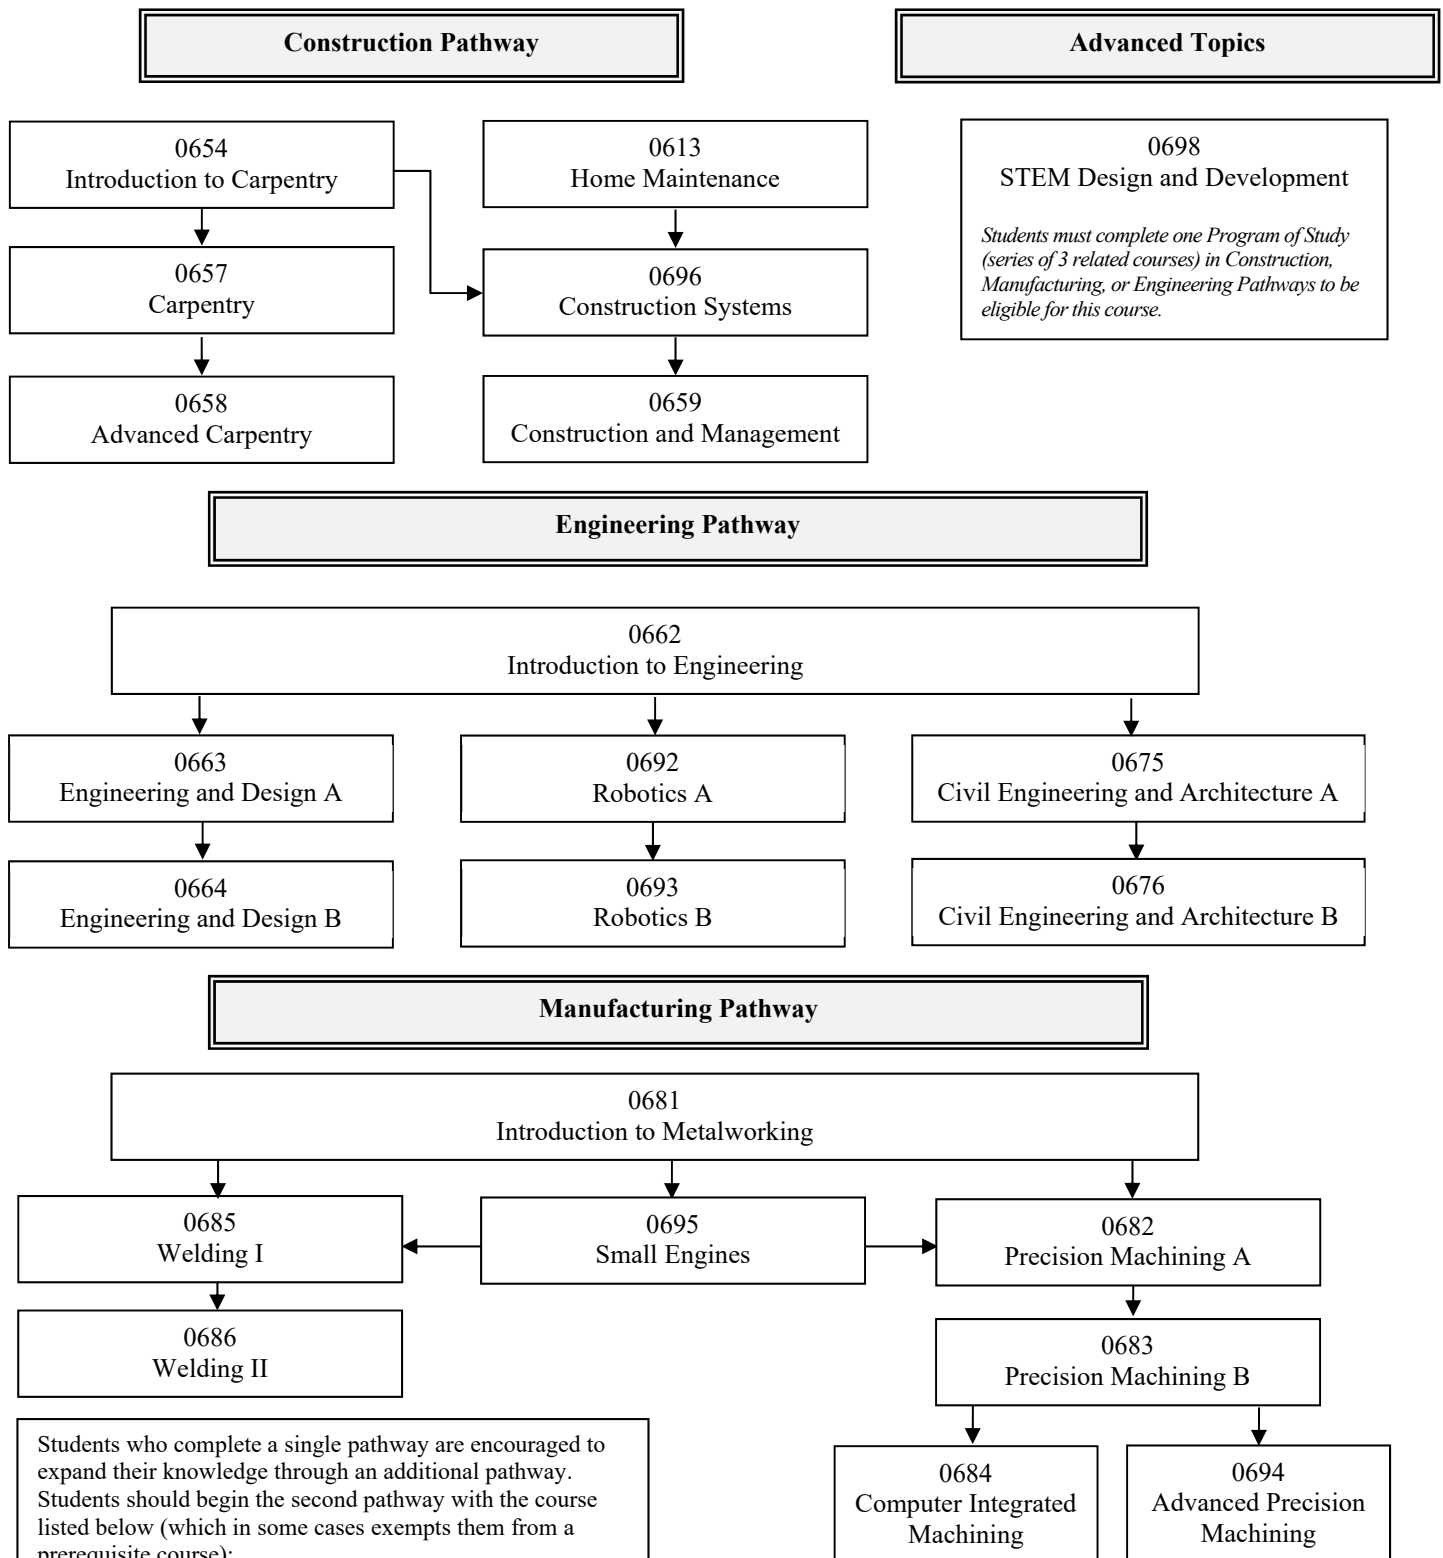 Construction Pathway
Advanced Topics
0654
Introduction to Carpentry
0613
Home Maintenance
0698
STEM Design and Development
Students must complete one Program of Study
(series of 3 related courses) in Construction,
Manufacturing, or Engineering Pathways to be
eligible for this course.
0657
Carpentry
0696
Construction Systems
0658
Advanced Carpentry
0659
Construction and Management
Engineering Pathway
0662
Introduction to Engineering
0663
Engineering and Design A
0692
Robotics A
0675
Civil Engineering and Architecture A
0664
Engineering and Design B
0693
Robotics B
0676
Civil Engineering and Architecture B
Manufacturing Pathway
0681
Introduction to Metalworking
0685
Welding I
0695
Small Engines
0682
Precision Machining A
0686
Welding II
0683
Precision Machining B
Students who complete a single pathway are encouraged to
expand their knowledge through an additional pathway.
Students should begin the second pathway with the course
listed below (which in some cases exempts them from a
prerequisite course):
0684
Computer Integrated
Machining
0694
Advanced Precision
Machining